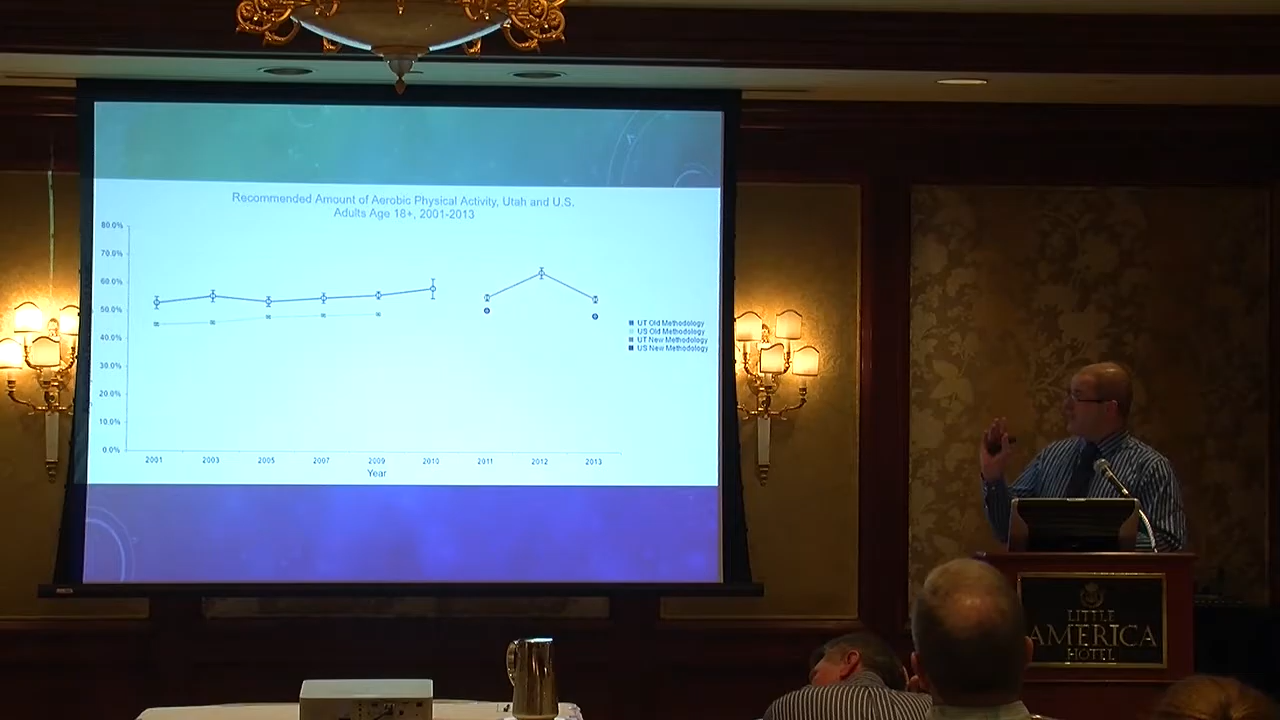 Recommended Amount of Aerobic Physical Activity, Utah and U.S.
Adults Age 18+, 2001-2013
80.0%
70.0%
60.0%
50.0%
40.0%
30.0%
20.0%
10.0%
0.0%
2001 2003 2005 2007 2009 2010 2011 2012 2013
Year
UT Old Methodology
US Old Methodology
UT New Methodology
US New Methodology
LITTLE
AMERICA
HOTEL